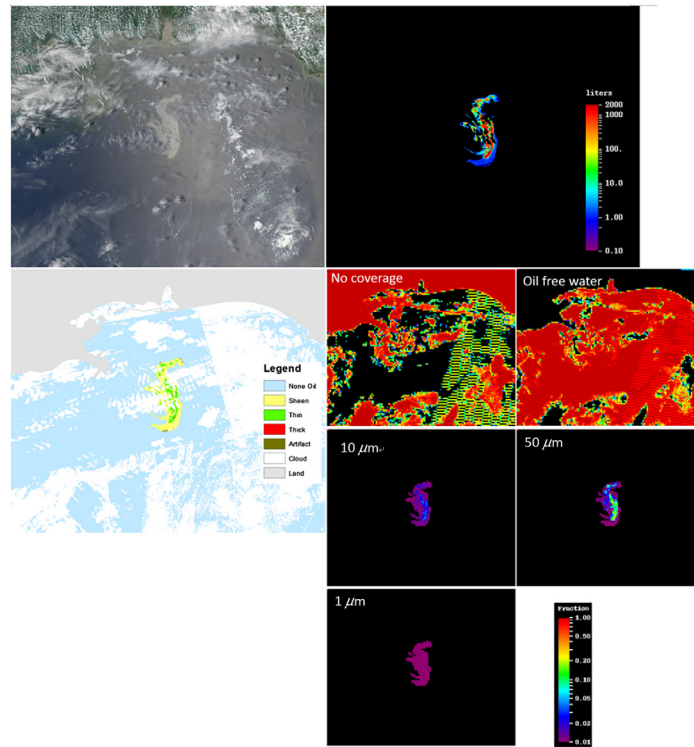 liters
2000
1000
100.
10.0
1.00
0.10
Legend
None Oil
Sheen
Thin
Thick
Artifact
Cloud
Land
No coverage
Oil free water
10 μm
50 μm
1 μm
Fraction
1.00
0.50
0.20
0.10
0.05
0.02
0.01